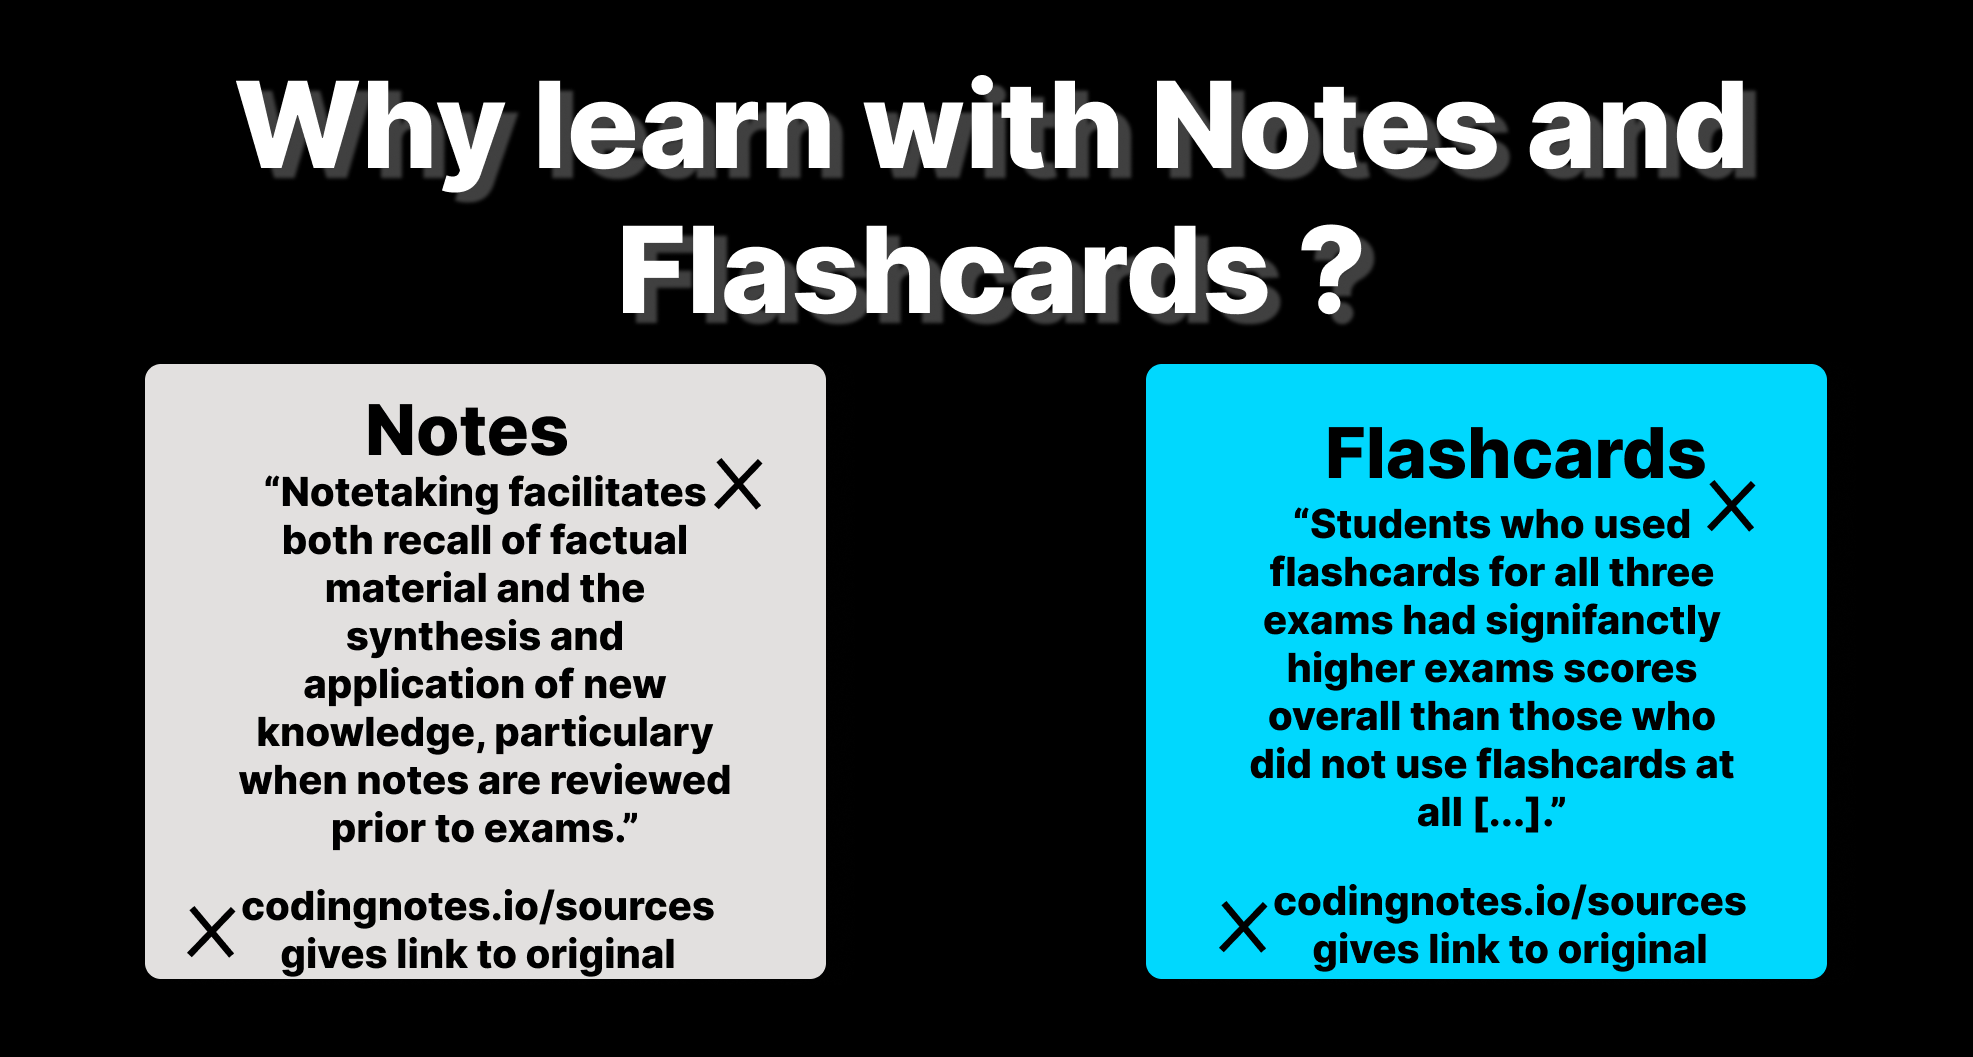 Why learn with Notes and
Flashcards ?
Notes
“Notetaking facilitates
both recall of factual
material and the
synthesis and
application of new
knowledge, particulary
when notes are reviewed
prior to exams.”
codingnotes.io/sources
gives link to original
Flashcards
“Students who used
flashcards for all three
exams had signifanctly
higher exams scores
overall than those who
did not use flashcards at
all [...].”
codingnotes.io/sources
gives link to original